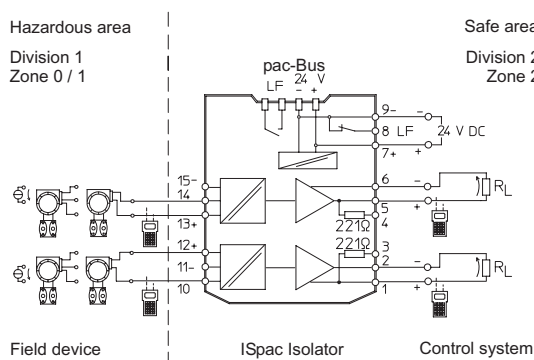 Hazardous area
Safe area
Division 1
Division 2
Zone 0 / 1
Zone 2
pac-Bus
LF 24 V
- +
9- -
8 LF 24 V DC
7+ +
15-
14
13+
6 -
RL
5 +
4
221Ω
12+
11-
10
221Ω
3
2 -
RL
1 +
Field device
ISpac Isolator
Control system